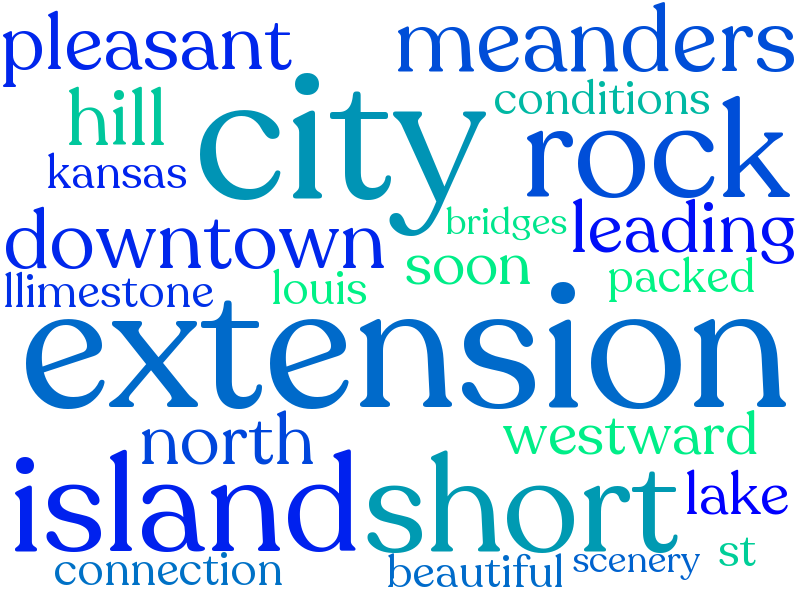 pleasant meanders
hill city conditions
kansas rock
downtown bridges leading
llimestone louis soon packed
extension
north westward
island short lake
connection beautiful scenery st